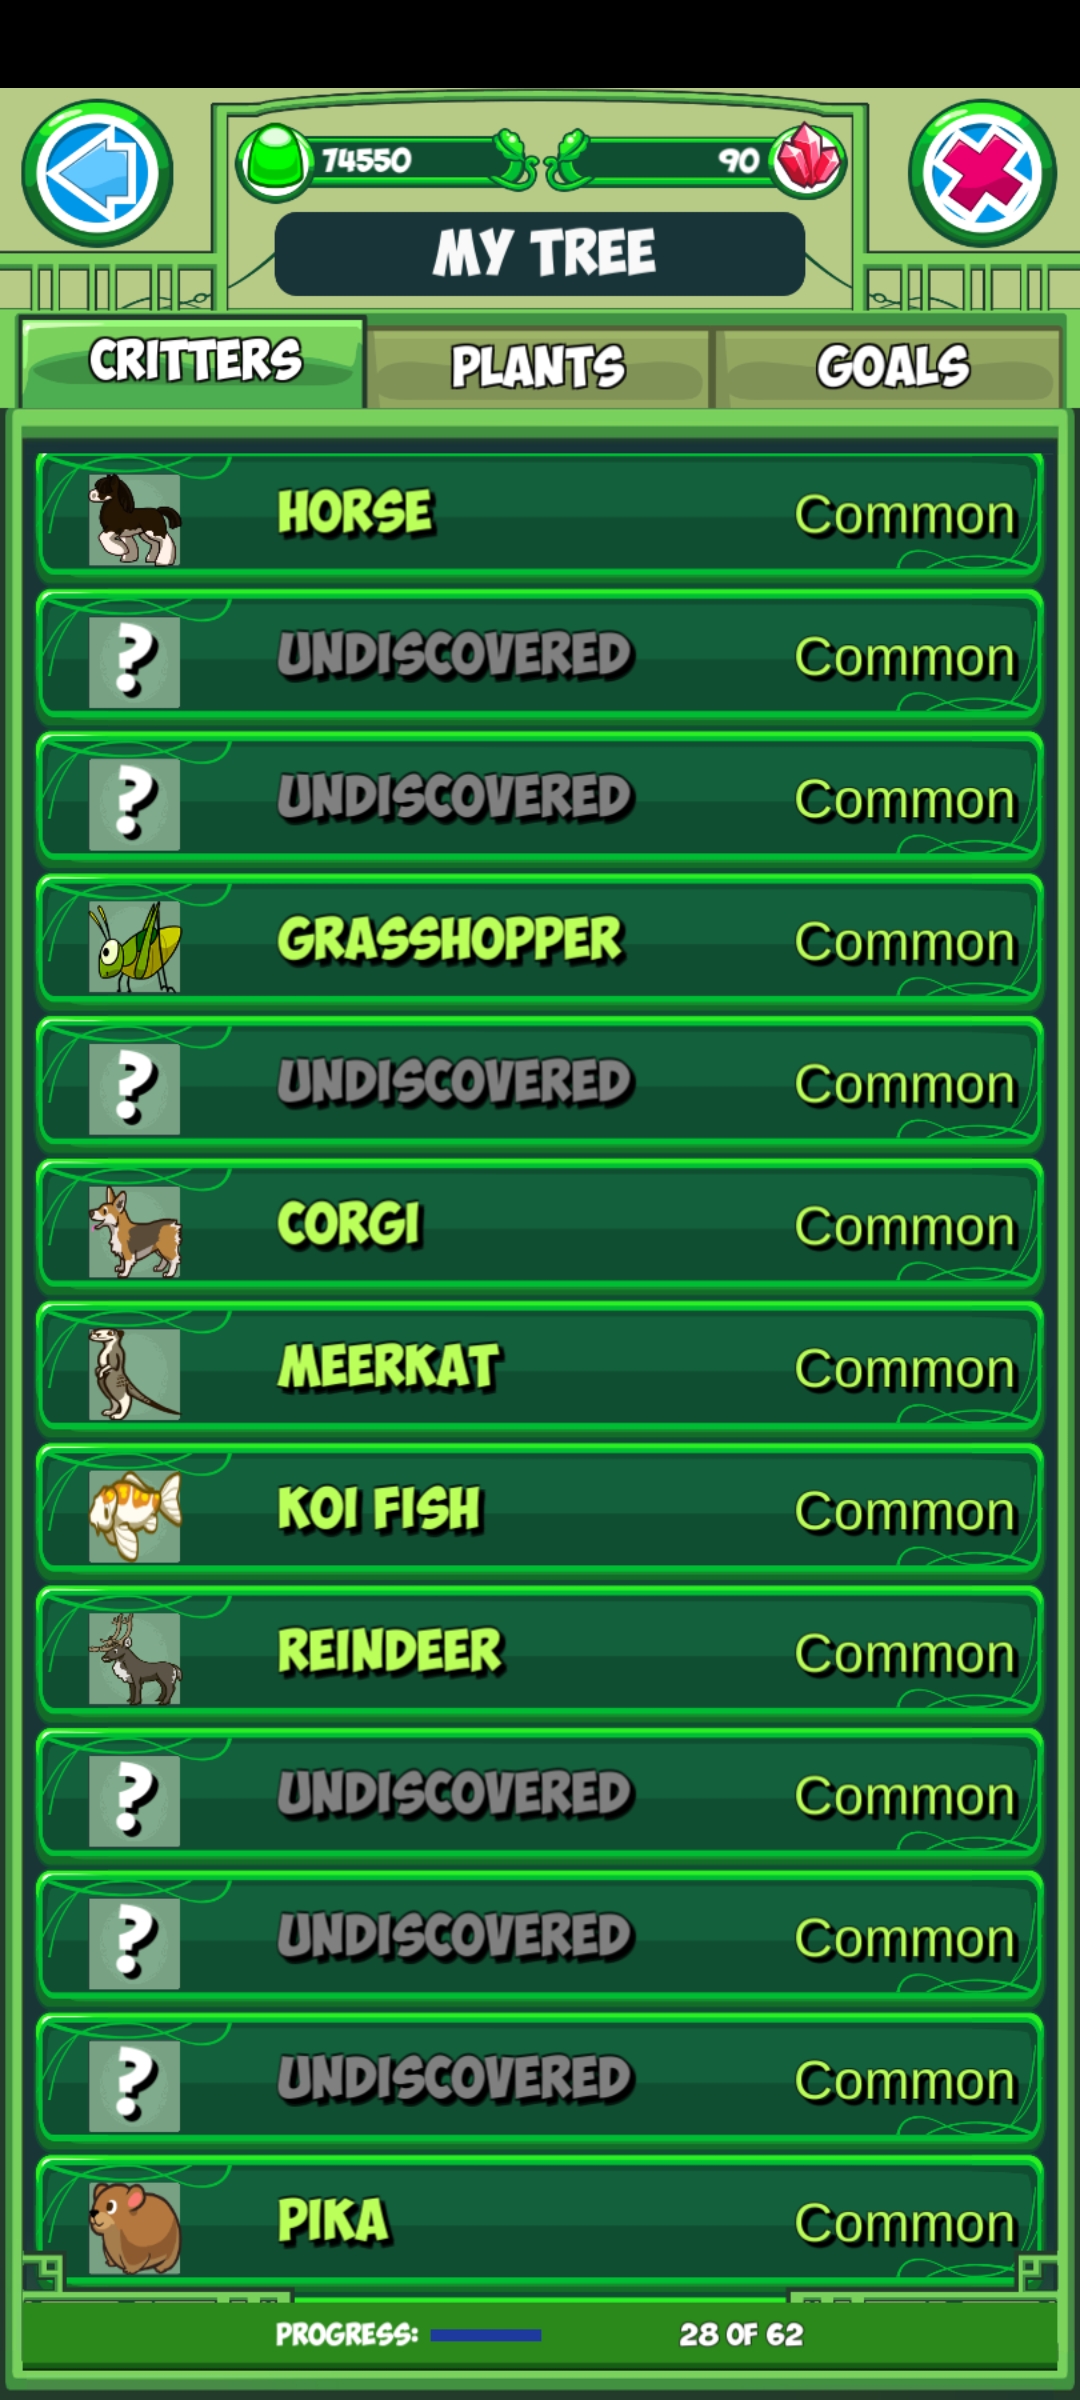 74550
90
MY TREE
CRITTERS PLANTS GOALS
HORSE Common
? UNDISCOVERED Common
? UNDISCOVERED Common
GRASSHOPPER Common
? UNDISCOVERED Common
CORGI Common
MEERKAT Common
KOI FISH Common
REINDEER Common
? UNDISCOVERED Common
? UNDISCOVERED Common
? UNDISCOVERED Common
PIKA Common
PROGRESS: 28 OF 62